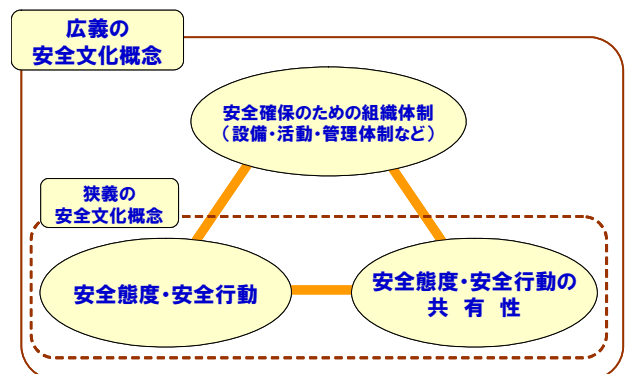 広義の
安全文化概念
安全確保のための組織体制
（設備・活動・管理体制など）
狭義の
安全文化概念
安全態度・安全行動
安全態度・安全行動の
共 有 性